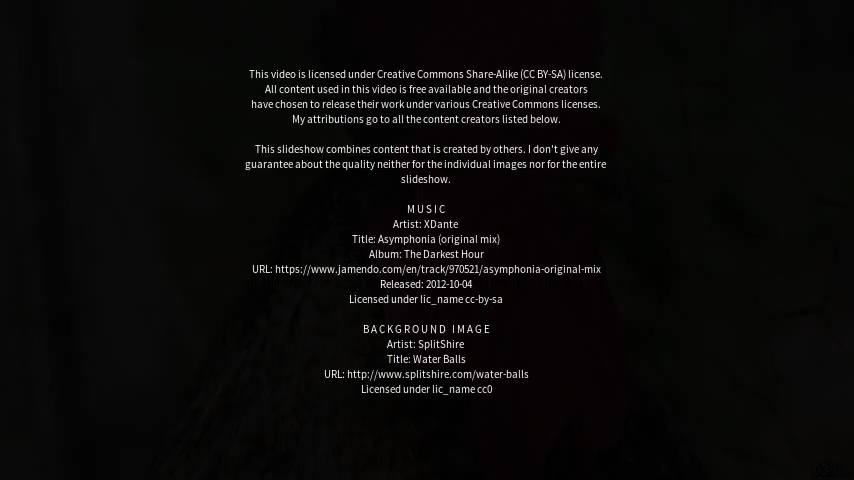 This video is licensed under Creative Commons Share-Alike (CC BY-SA) license.
All content used in this video is free available and the original creators
have chosen to release their work under various Creative Commons licenses.
My attributions go to all the content creators listed below.
This slideshow combines content that is created by others. I don't give any
guarantee about the quality neither for the individual images nor for the entire
slideshow.
MUSIC
Artist: XDante
Title: Asymphonia (original mix)
Album: The Darkest Hour
URL: https://www.jamendo.com/en/track/970521/asymphonia-original-mix
Released: 2012-10-04
Licensed under lic_name cc-by-sa
BACKGROUND IMAGE
Artist: SplitShire
Title: Water Balls
URL: http://www.splitshire.com/water-balls
Licensed under lic_name cc0